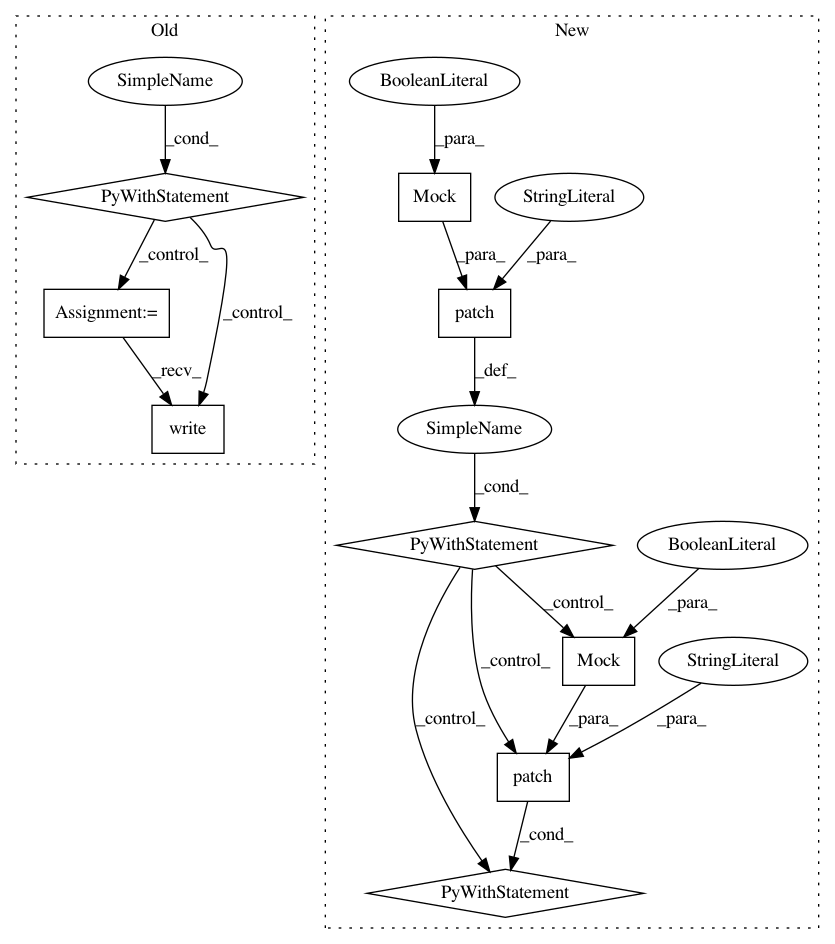 Old
New
SimpleName
BooleanLiteral
_cond_
_para_
PyWithStatement
Mock
StringLiteral
_control_
_control_
_para_
_para_
Assignment:=
patch
_recv_
_def_
write
SimpleName
_cond_
PyWithStatement
BooleanLiteral
_control_
_para_
_control_
_control_
Mock
StringLiteral
_para_
_para_
patch
_cond_
PyWithStatement